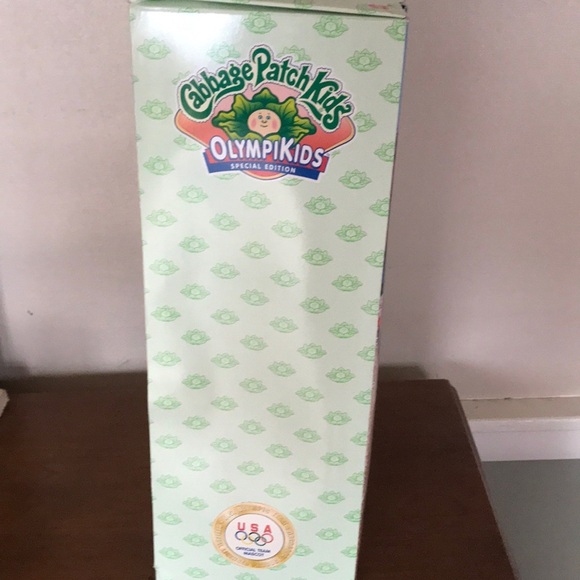 Cabbage Patch Kids
OLYMPIKIDS
SPECIAL EDITION
USA
OFFICIAL TEAM
MASCOT